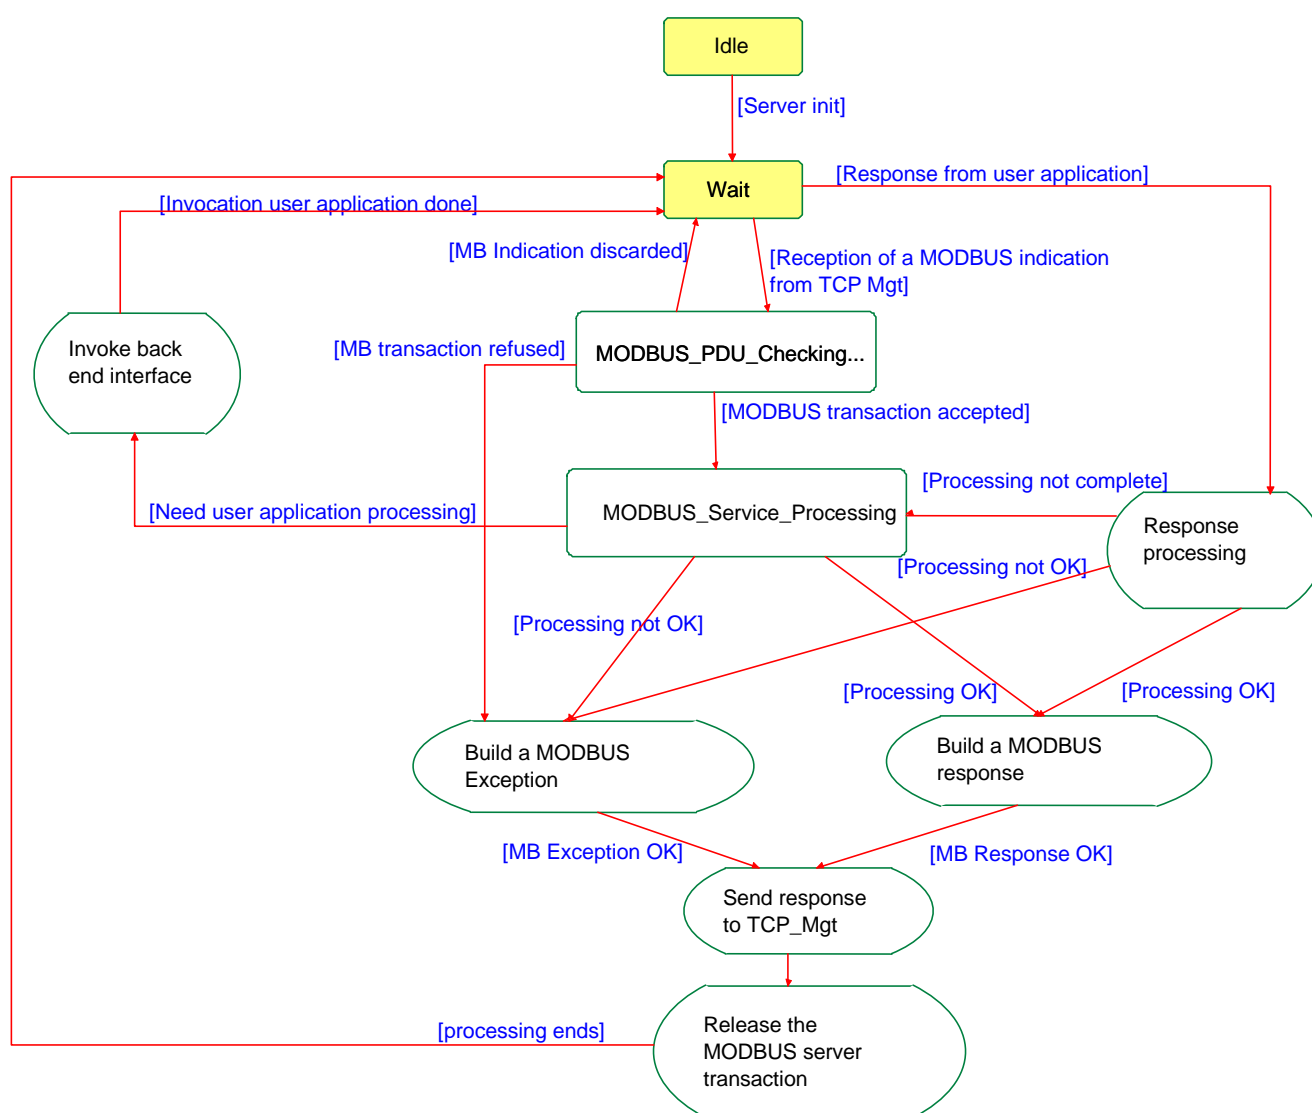 Idle
[Server init]
Wait
[Response from user application]
[Invocation user application done]
[MB Indication discarded]
[Reception of a MODBUS indication
from TCP Mgt]
Invoke back
end interface
[MB transaction refused]
MODBUS_PDU_Checking...
[MODBUS transaction accepted]
[Processing not complete]
[Need user application processing]
MODBUS_Service_Processing
Response
processing
[Processing not OK]
[Processing not OK]
[Processing OK]
[Processing OK]
Build a MODBUS
Exception
Build a MODBUS
response
[MB Exception OK]
[MB Response OK]
Send response
to TCP_Mgt
[processing ends]
Release the
MODBUS server
transaction